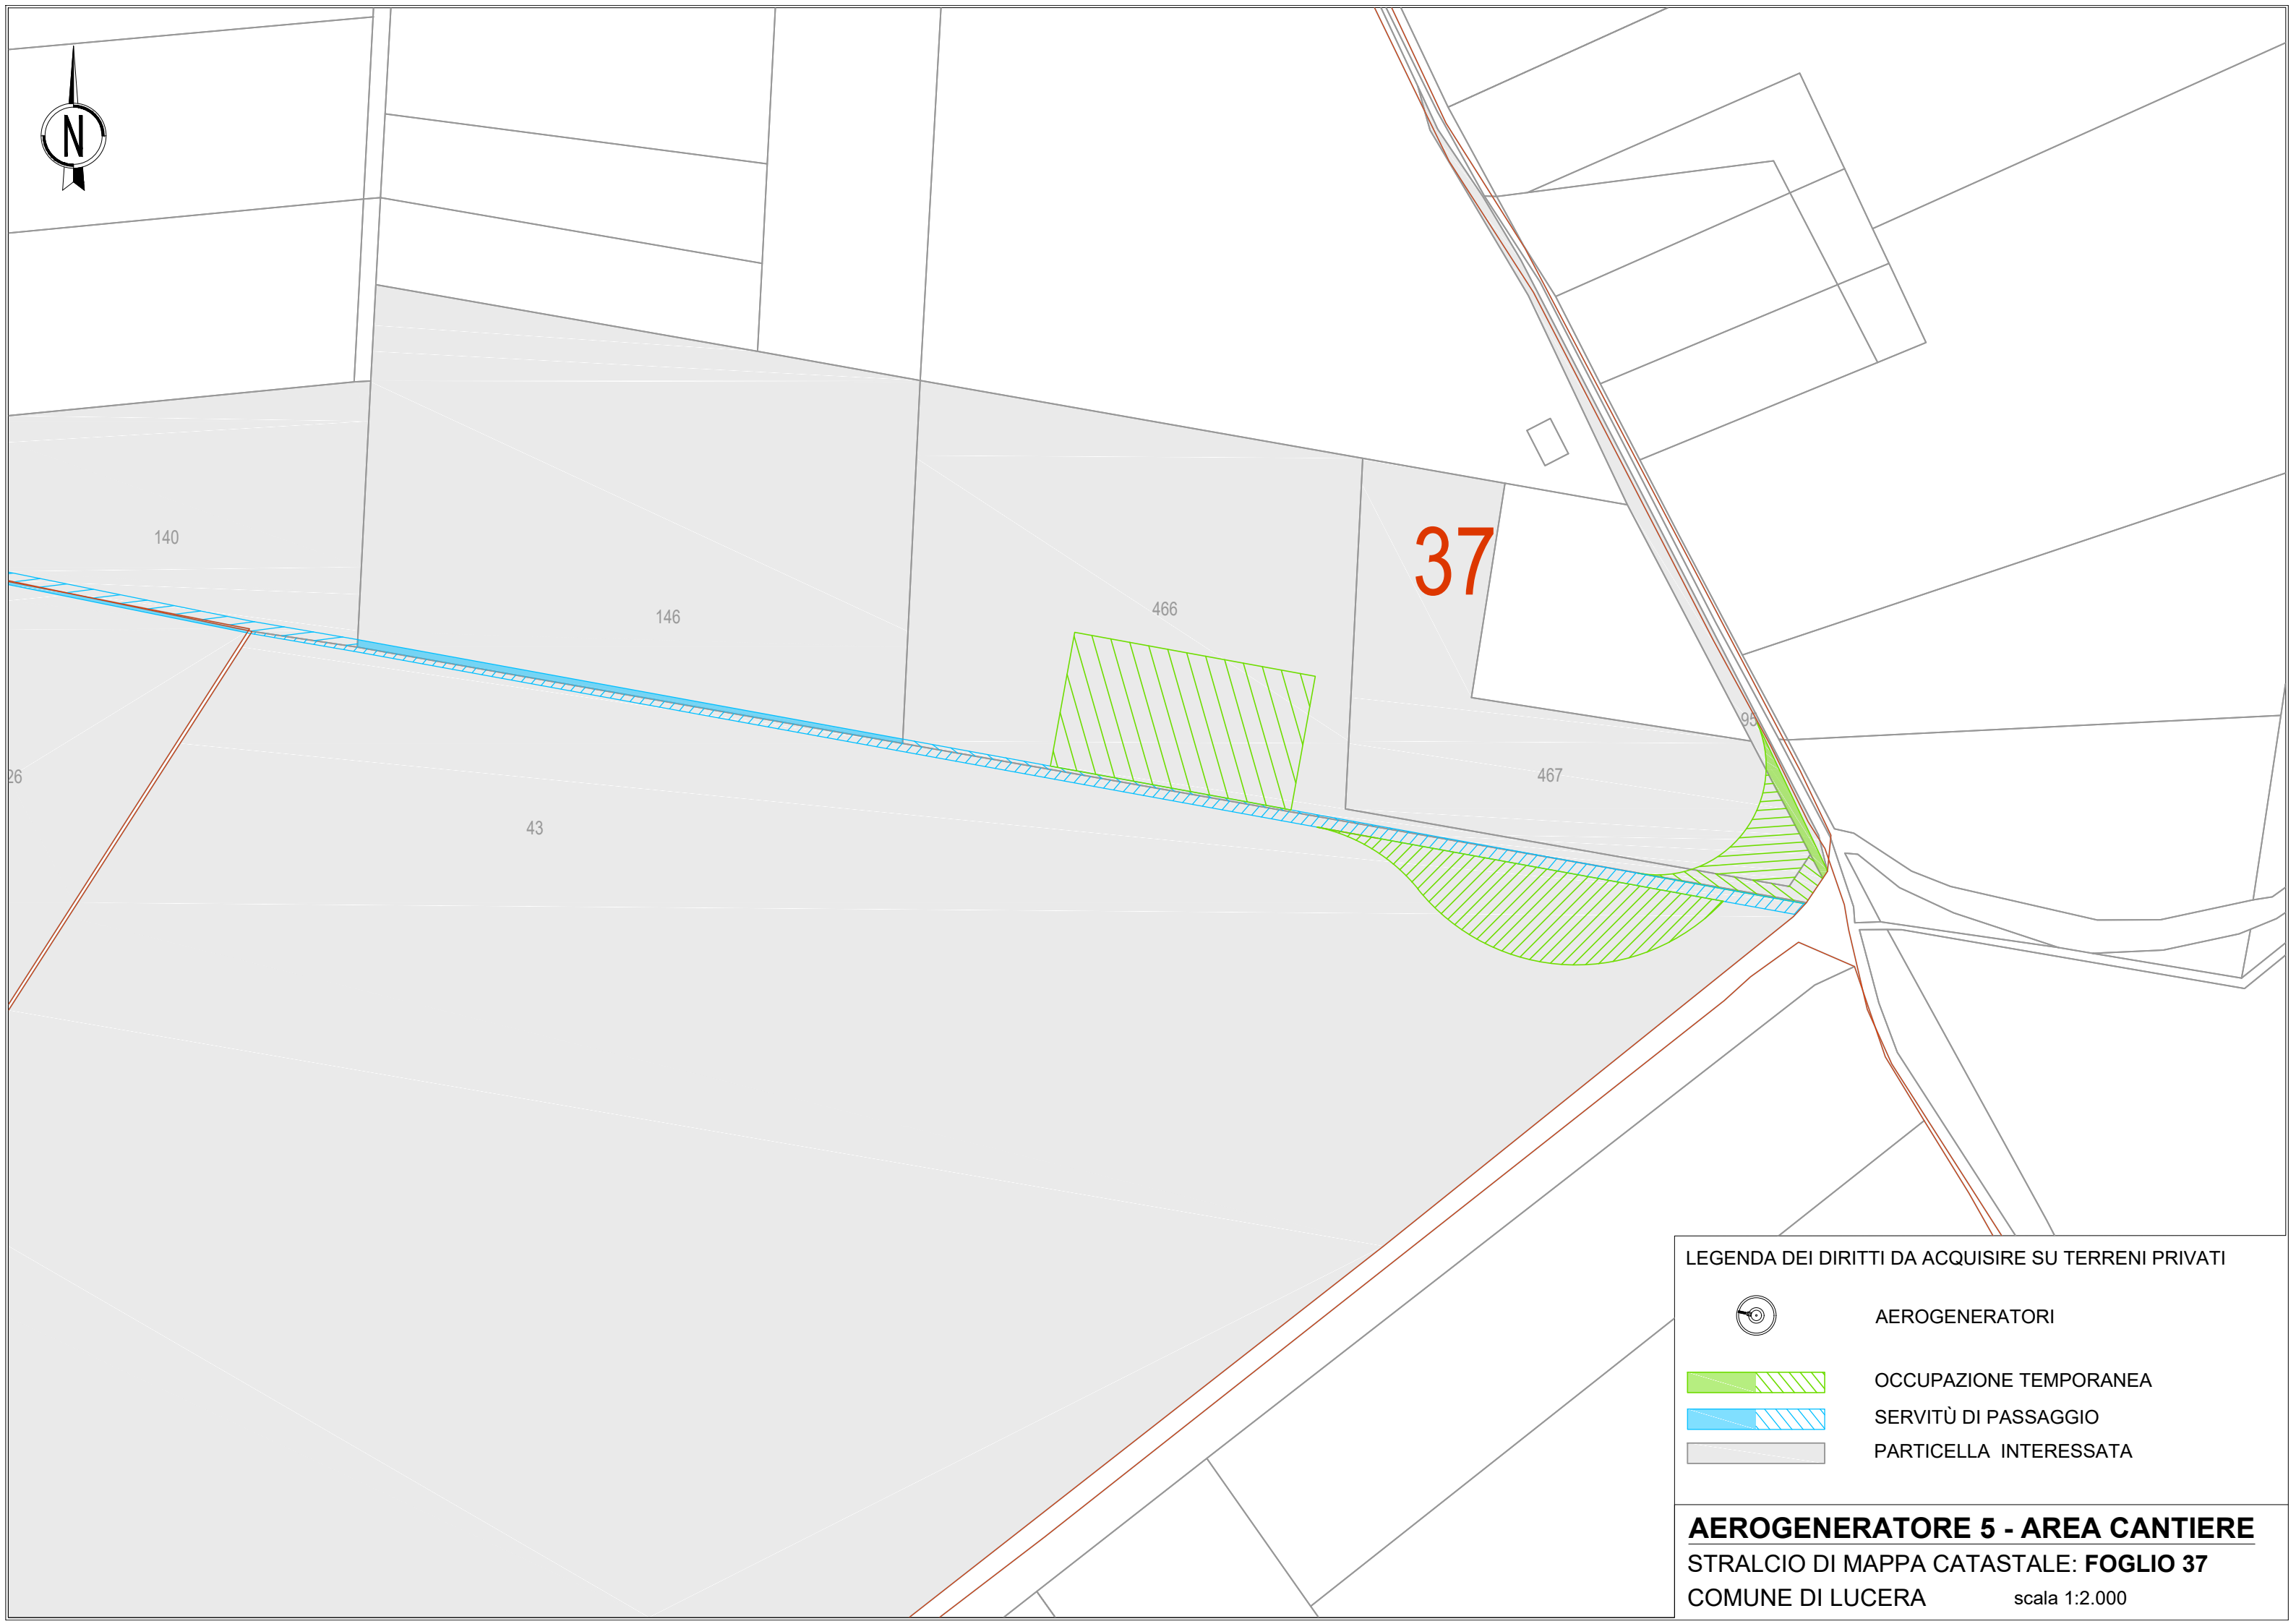 N
37
140
146
466
95
467
26
43
LEGENDA DEI DIRITTI DA ACQUISIRE SU TERRENI PRIVATI
AEROGENERATORI
OCCUPAZIONE TEMPORANEA
SERVITÙ DI PASSAGGIO
PARTICELLA INTERESSATA
AEROGENERATORE 5 - AREA CANTIERE
STRALCIO DI MAPPA CATASTALE: FOGLIO 37
COMUNE DI LUCERA scala 1:2.000